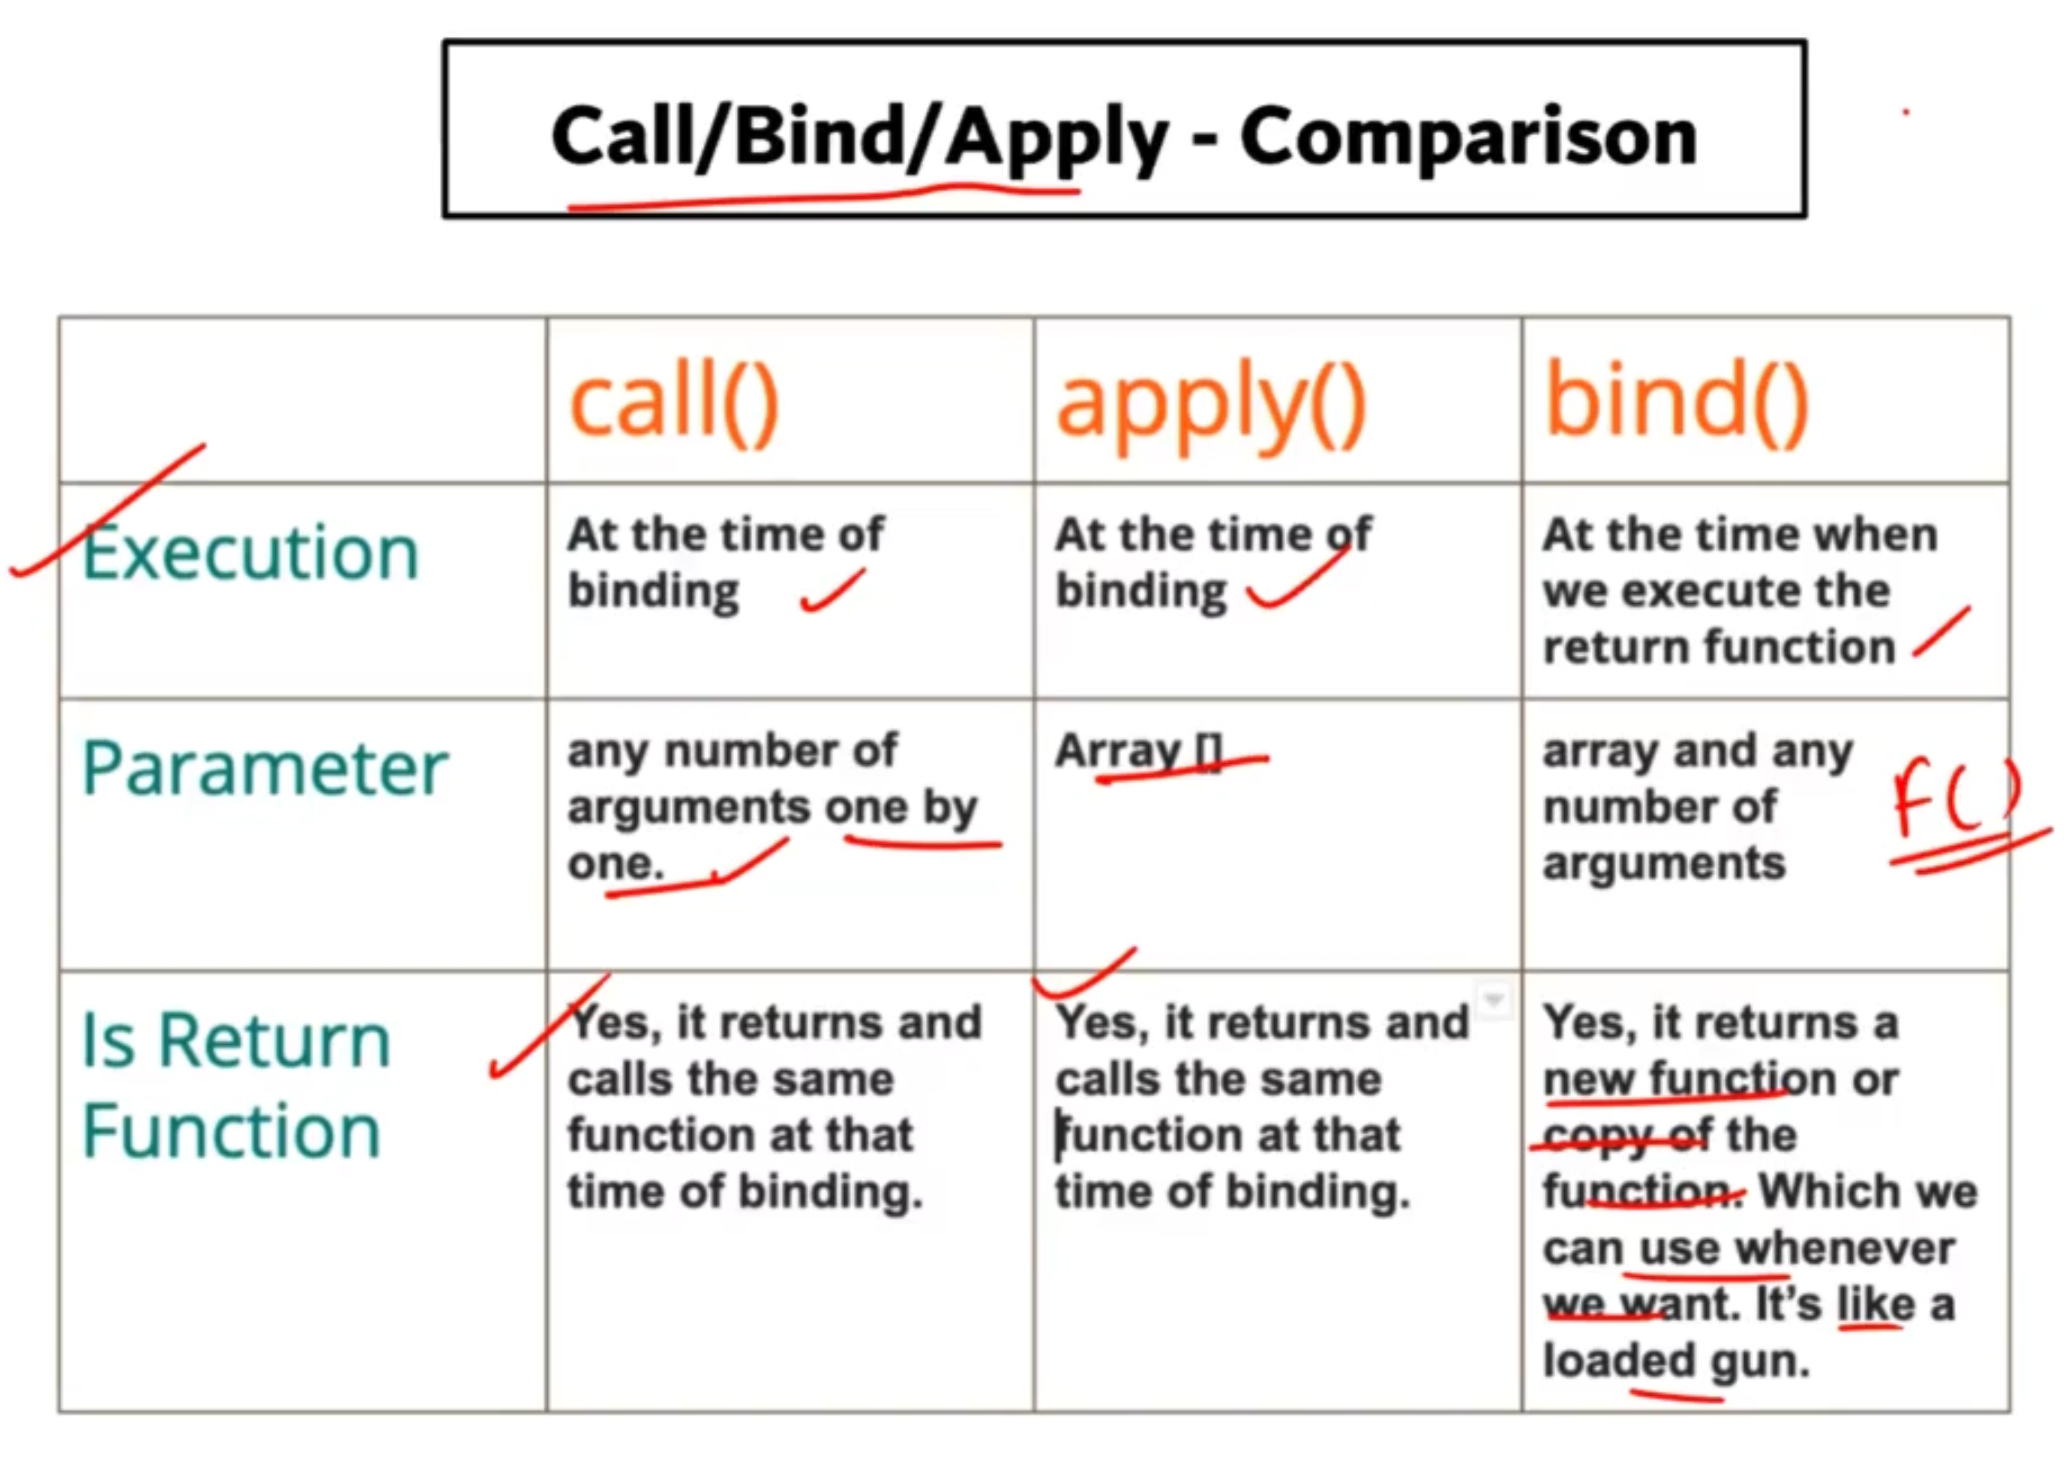 Call/Bind/Apply - Comparison
call()
apply()
bind()
Execution
At the time of
binding
At the time of
binding
At the time when
we execute the
return function
Parameter
any number of
arguments one by
one.
Array []
array and any
number of
arguments
F()
Is Return
Function
Yes, it returns and
calls the same
function at that
time of binding.
Yes, it returns and
calls the same
function at that
time of binding.
Yes, it returns a
new function or
copy of the
function. Which we
can use whenever
we want. It's like a
loaded gun.